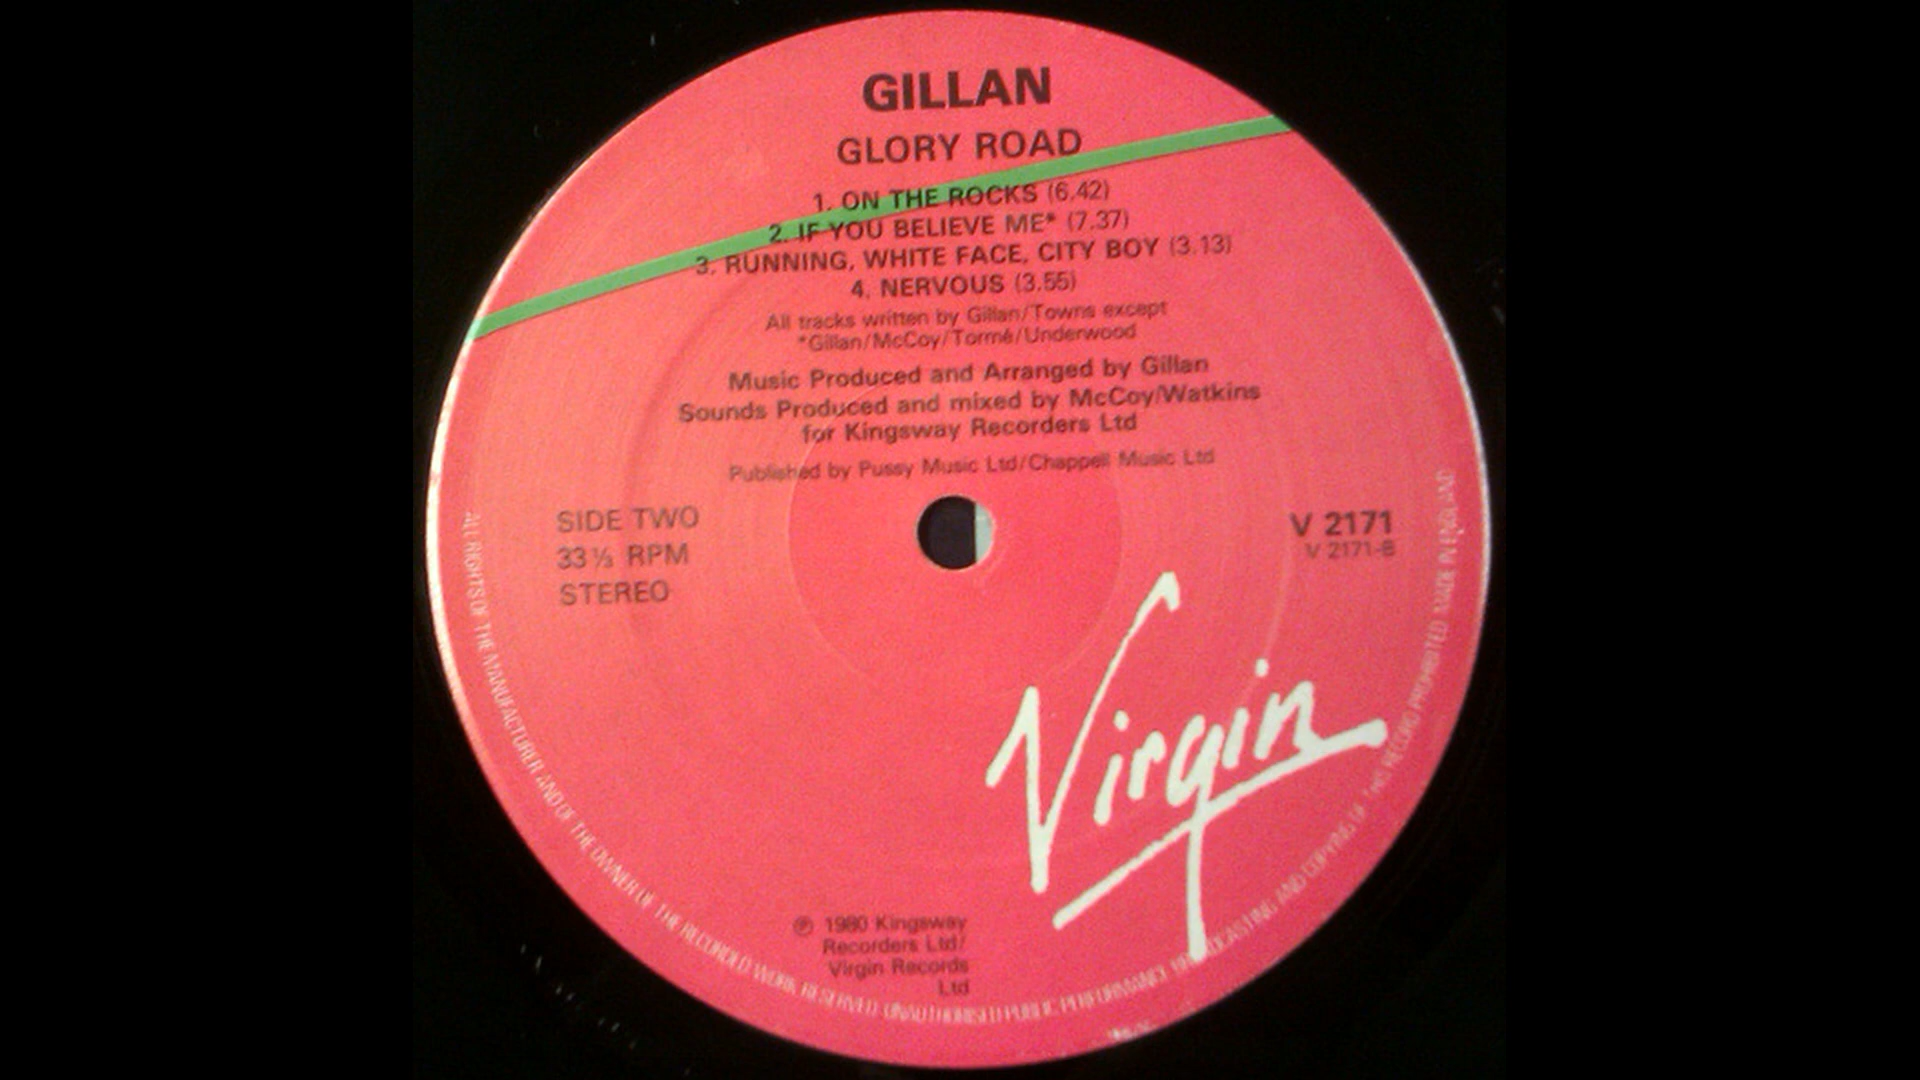 GILLAN
GLORY ROAD
1. ON THE ROCKS (6.42)
2. IF YOU BELIEVE ME* (7.37)
3. RUNNING, WHITE FACE, CITY BOY (3.13)
4. NERVOUS (3.55)
All tracks written by Gillan/Towns except
*Gillan/McCoy/Tormé/Underwood
Music Produced and Arranged by Gillan
Sounds Produced and mixed by McCoy/Watkins
for Kingsway Recorders Ltd
Published by Pussy Music Ltd/Chappell Music Ltd
SIDE TWO
33⅓ RPM
STEREO
V 2171
V 2171-B
Virgin
℗ 1980 Kingsway
Recorders Ltd/
Virgin Records
Ltd
ALL RIGHTS OF THE MANUFACTURER AND OF THE OWNER OF THE RECORDED WORK RESERVED. UNAUTHORISED PUBLIC PERFORMANCE BROADCASTING AND COPYING OF THIS RECORD PROHIBITED. MADE IN ENGLAND